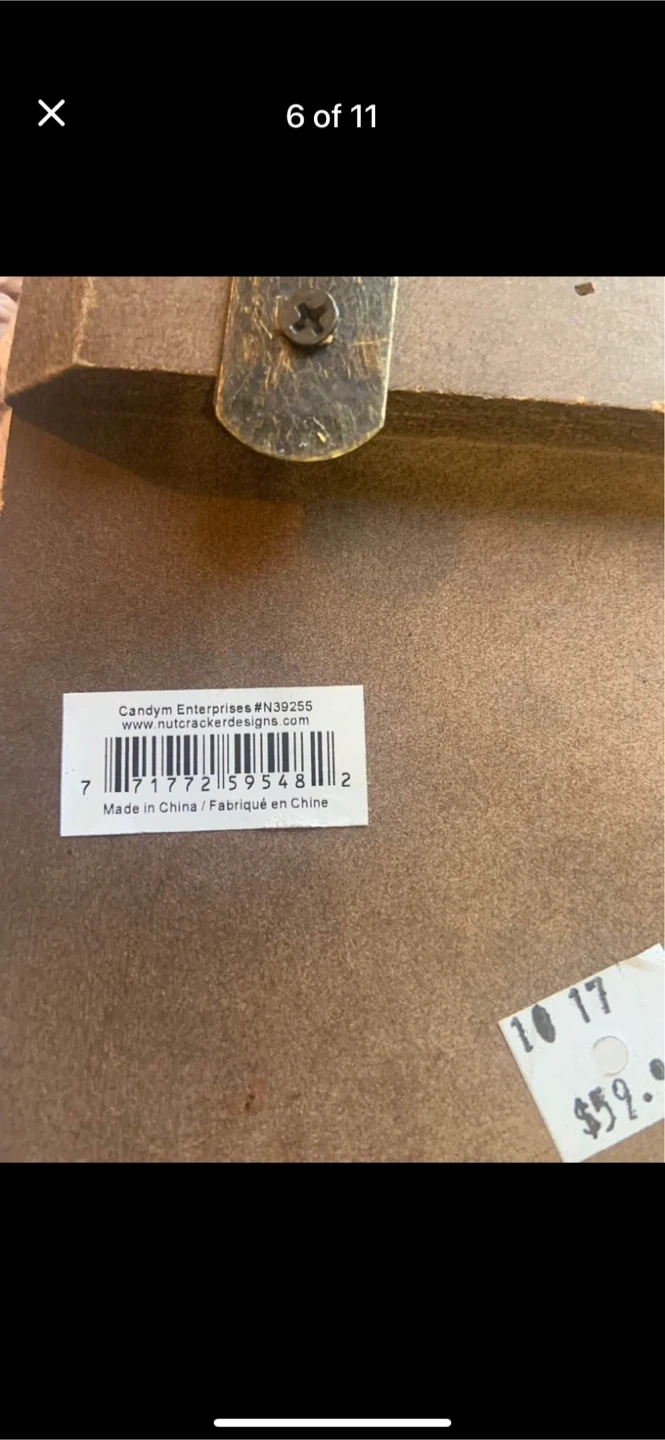 6 of 11
Candym Enterprises #N39255
www.nutcrackerdesigns.com
7 71772 59548 2
Made in China / Fabriqué en Chine
10 17
$59.